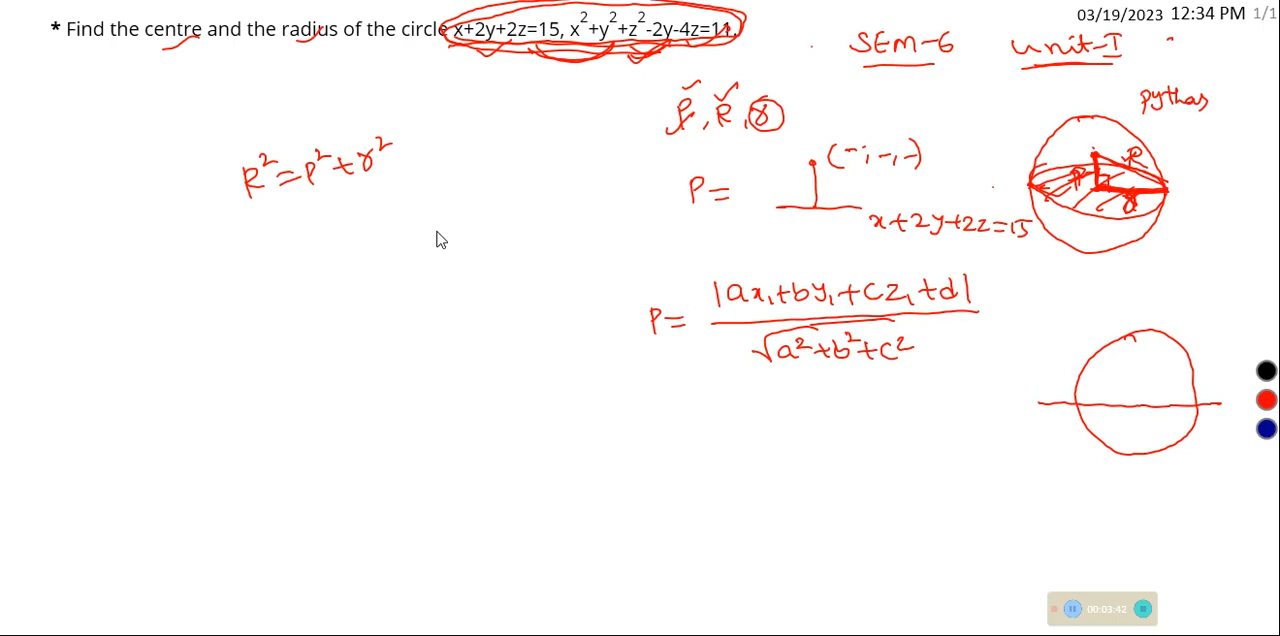 03/19/2023 12:34 PM 1/1
* Find the centre and the radius of the circle x+2y+2z=15, x²+y²+z²-2y-4z=11.
SEM-6 Unit-I
P, R, r
pythas
R²=P²+r²
(-,-,-)
P=
x+2y+2z=15
R
P
r
P= |ax₁+by₁+cz₁+d|
√a²+b²+c²
00:03:42